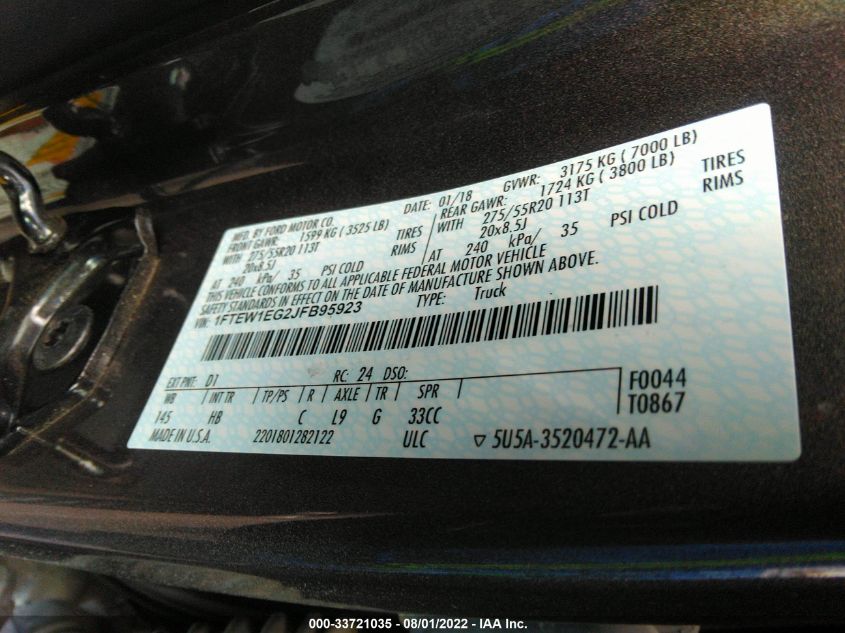 MFD. BY FORD MOTOR CO. DATE: 01/18 GVWR: 3175 KG ( 7000 LB)
FRONT GAWR: 1599 KG ( 3525 LB) REAR GAWR: 1724 KG ( 3800 LB)
WITH 275/55R20 113T TIRES WITH 275/55R20 113T TIRES
20x8.5J RIMS 20x8.5J RIMS
AT 240 kPa/ 35 PSI COLD AT 240 kPa/ 35 PSI COLD
THIS VEHICLE CONFORMS TO ALL APPLICABLE FEDERAL MOTOR VEHICLE
SAFETY STANDARDS IN EFFECT ON THE DATE OF MANUFACTURE SHOWN ABOVE.
VIN: 1FTEW1EG2JFB95923 TYPE: Truck
EXT PNT: D1 RC: 24 DSO:
WB INT TR TP/PS R AXLE TR SPR F0044
145 HB C L9 G 33CC T0867
MADE IN U.S.A. 2201801282122 ULC 5U5A-3520472-AA
000-33721035 - 08/01/2022 - IAA Inc.